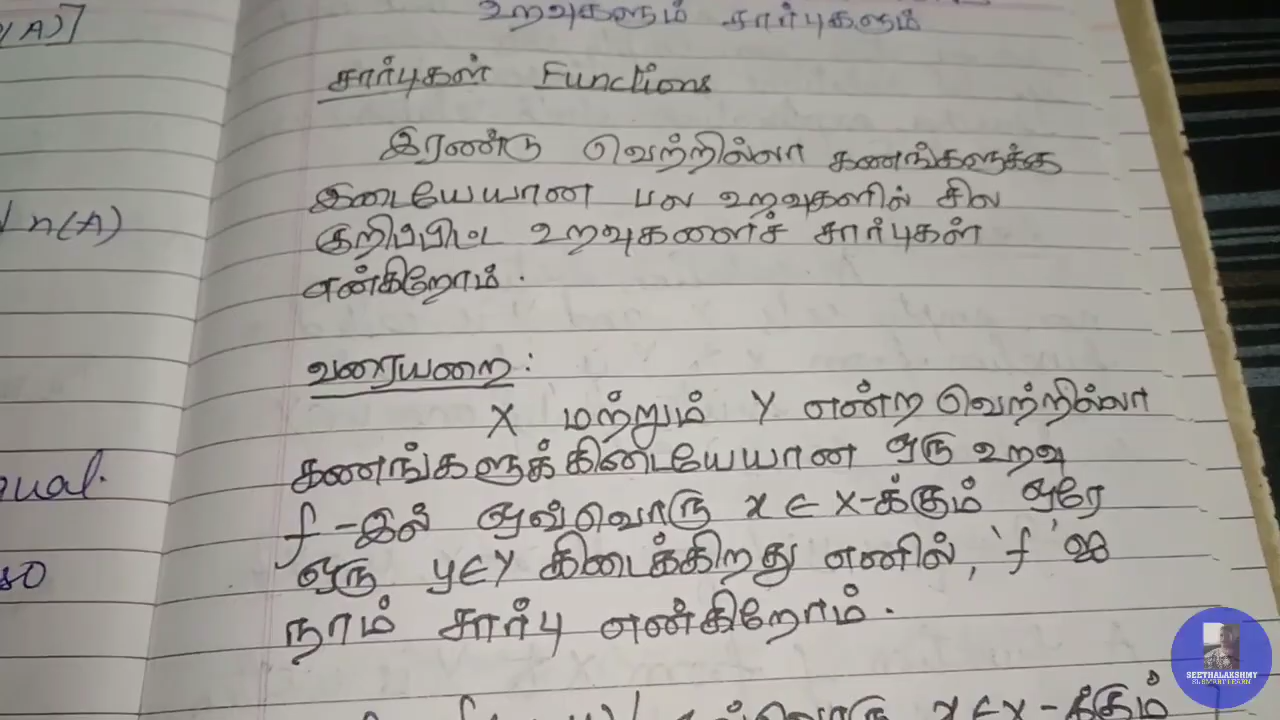 (A)]
உறவுகளும் சார்புகளும்
சார்புகள் Functions
இரண்டு வெற்றில்லா கணங்களுக்கு
இடையேயான பல உறவுகளில் சில
குறிப்பிட்ட உறவுகளைச் சார்புகள்
என்கிறோம்.
n(A)
வரையறை:
X மற்றும் Y என்ற வெற்றில்லா
கணங்களுக்கிடையேயான ஒரு உறவு
f-இல் ஒவ்வொரு x ∈ X-க்கும் ஒரே
ஒரு y∈Y கிடைக்கிறது எனில், 'f' ஐ
நாம் சார்பு என்கிறோம்.
x∈X-க்கும்
SEETHALAKSHMY